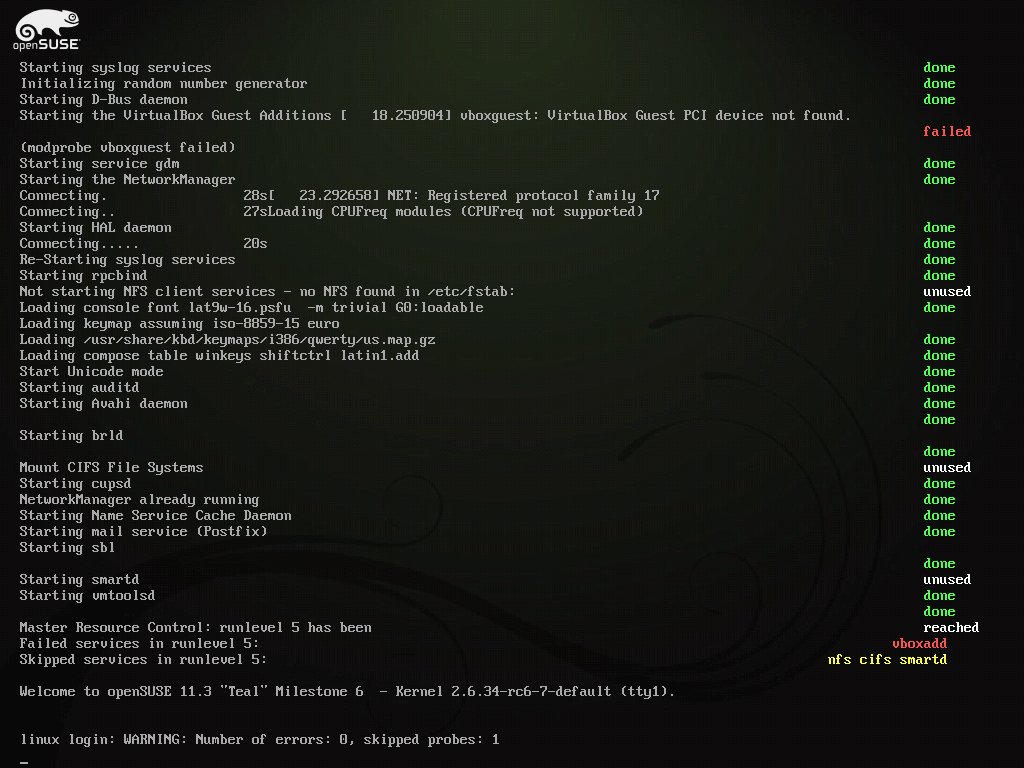 openSUSE
Starting syslog services done
Initializing random number generator done
Starting D-Bus daemon done
Starting the VirtualBox Guest Additions [   18.250904] vboxguest: VirtualBox Guest PCI device not found.
failed
(modprobe vboxguest failed)
Starting service gdm done
Starting the NetworkManager done
Connecting. 28s[   23.292658] NET: Registered protocol family 17
Connecting.. 27sLoading CPUFreq modules (CPUFreq not supported)
Starting HAL daemon done
Connecting..... 20s done
Re-Starting syslog services done
Starting rpcbind done
Not starting NFS client services - no NFS found in /etc/fstab: unused
Loading console font lat9w-16.psfu  -m trivial G0:loadable done
Loading keymap assuming iso-8859-15 euro
Loading /usr/share/kbd/keymaps/i386/qwerty/us.map.gz done
Loading compose table winkeys shiftctrl latin1.add done
Start Unicode mode done
Starting auditd done
Starting Avahi daemon done
done
Starting brld
done
Mount CIFS File Systems unused
Starting cupsd done
NetworkManager already running done
Starting Name Service Cache Daemon done
Starting mail service (Postfix) done
Starting sbl
done
Starting smartd unused
Starting vmtoolsd done
done
Master Resource Control: runlevel 5 has been reached
Failed services in runlevel 5: vboxadd
Skipped services in runlevel 5: nfs cifs smartd
Welcome to openSUSE 11.3 "Teal" Milestone 6  - Kernel 2.6.34-rc6-7-default (tty1).
linux login: WARNING: Number of errors: 0, skipped probes: 1
_